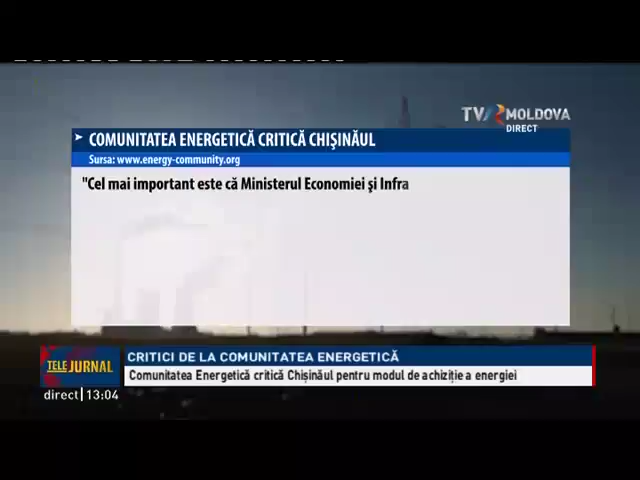 TVR MOLDOVA
DIRECT
COMUNITATEA ENERGETICĂ CRITICĂ CHIŞINĂUL
Sursa: www.energy-community.org
"Cel mai important este că Ministerul Economiei şi Infra
TELE JURNAL
CRITICI DE LA COMUNITATEA ENERGETICĂ
Comunitatea Energetică critică Chișinăul pentru modul de achiziție a energiei
direct 13:04